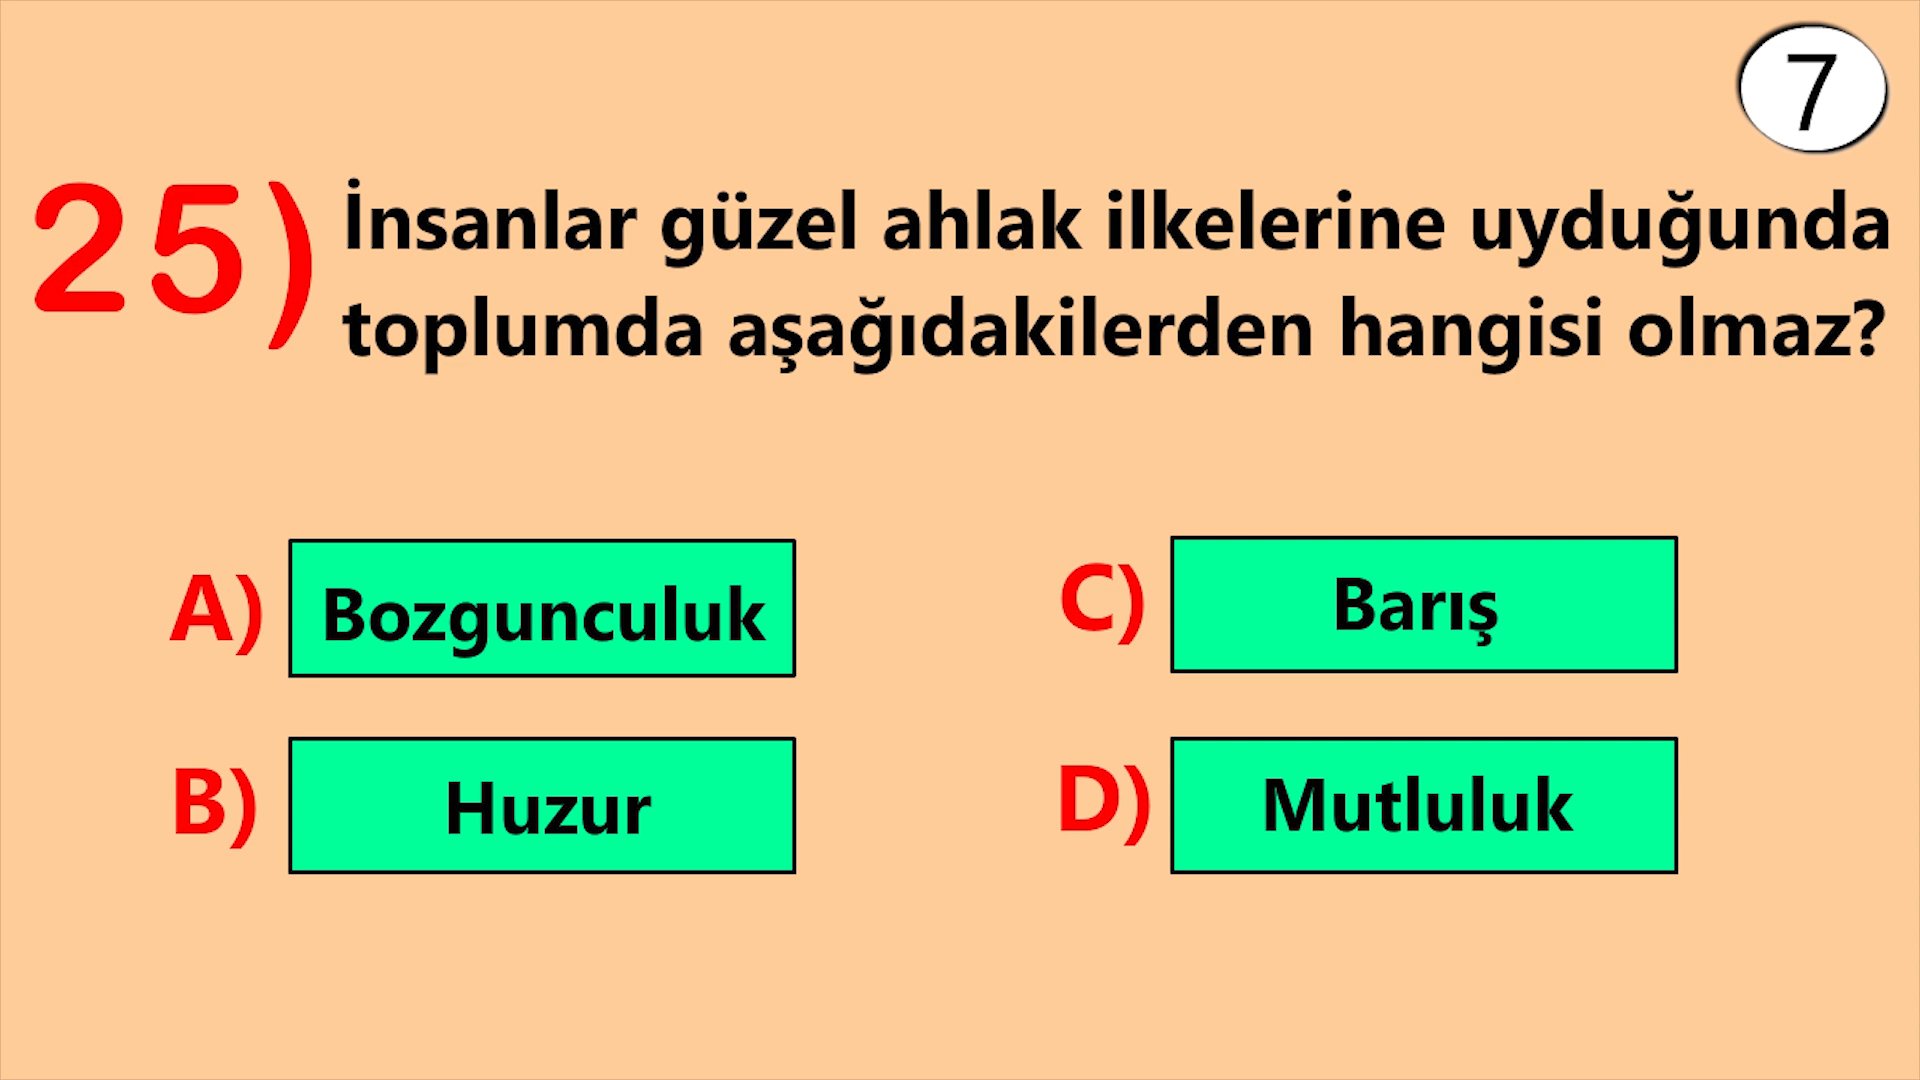 7
25) İnsanlar güzel ahlak ilkelerine uyduğunda
toplumda aşağıdakilerden hangisi olmaz?
A) Bozgunculuk
B) Huzur
C) Barış
D) Mutluluk